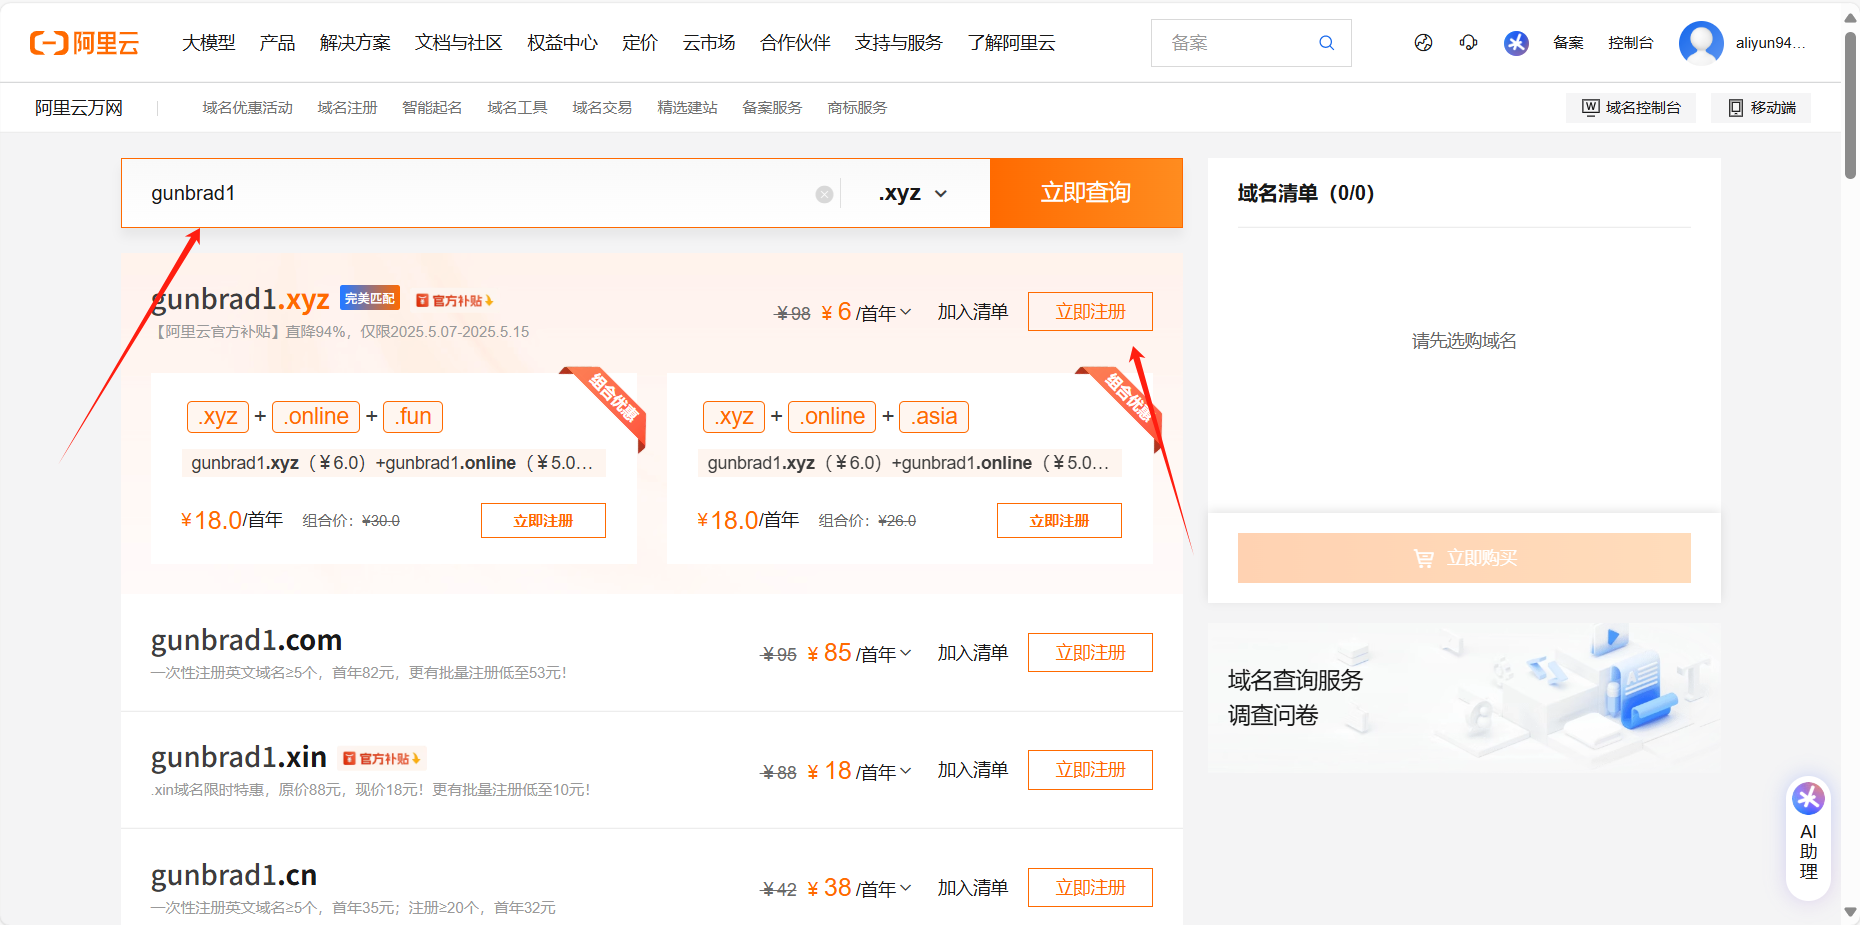 阿里云 大模型 产品 解决方案 文档与社区 权益中心 定价 云市场 合作伙伴 支持与服务 了解阿里云 备案 备案 控制台 aliyun94...
阿里云万网 域名优惠活动 域名注册 智能起名 域名工具 域名交易 精选建站 备案服务 商标服务 域名控制台 移动端
gunbrad1 .xyz 立即查询
gunbrad1.xyz 完美匹配 官方补贴 ¥98 ¥6/首年 加入清单 立即注册
【阿里云官方补贴】直降94%，仅限2025.5.07-2025.5.15
组合优惠
.xyz + .online + .fun
gunbrad1.xyz（¥6.0）+gunbrad1.online（¥5.0...
¥18.0/首年 组合价：¥30.0 立即注册
组合优惠
.xyz + .online + .asia
gunbrad1.xyz（¥6.0）+gunbrad1.online（¥5.0...
¥18.0/首年 组合价：¥26.0 立即注册
gunbrad1.com ¥95 ¥85/首年 加入清单 立即注册
一次性注册英文域名≥5个，首年82元，更有批量注册低至53元！
gunbrad1.xin 官方补贴 ¥88 ¥18/首年 加入清单 立即注册
.xin域名限时特惠，原价88元，现价18元！更有批量注册低至10元！
gunbrad1.cn ¥42 ¥38/首年 加入清单 立即注册
一次性注册英文域名≥5个，首年35元；注册≥20个，首年32元
域名清单（0/0）
请先选购域名
立即购买
域名查询服务
调查问卷
AI
助
理